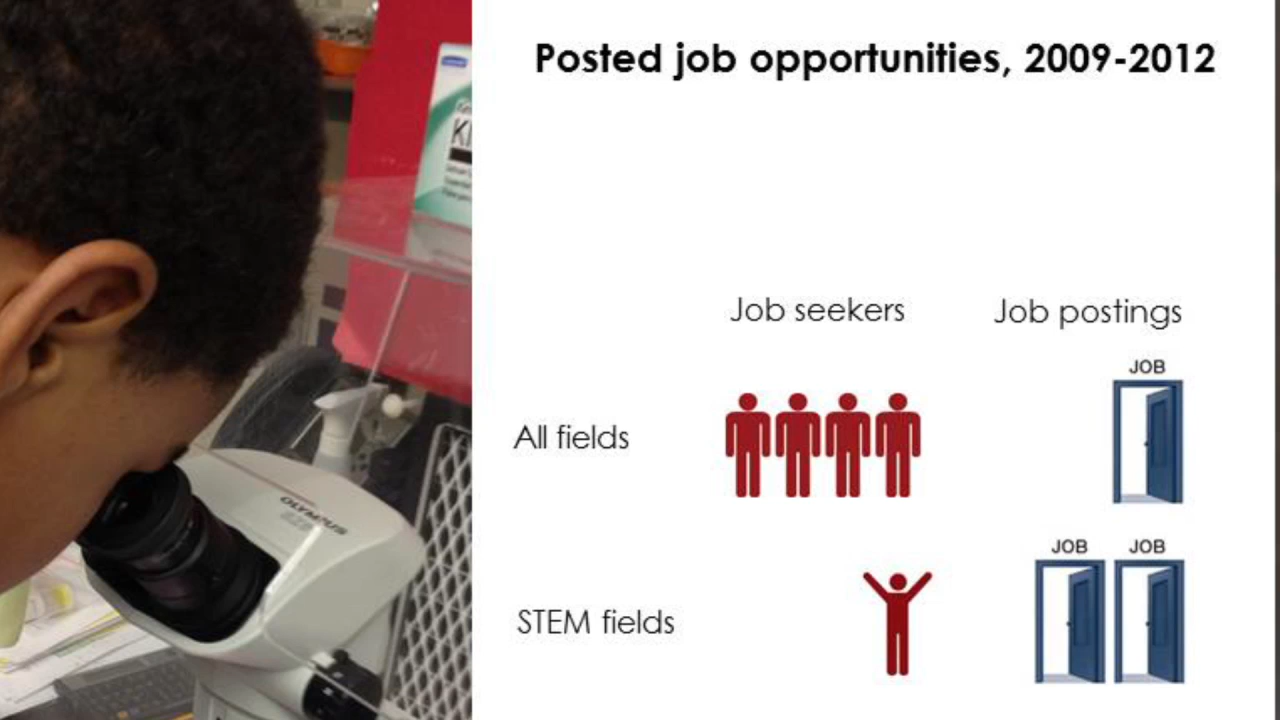 Posted job opportunities, 2009-2012
Job seekers
Job postings
JOB
All fields
JOB
JOB
STEM fields
OLYMPUS